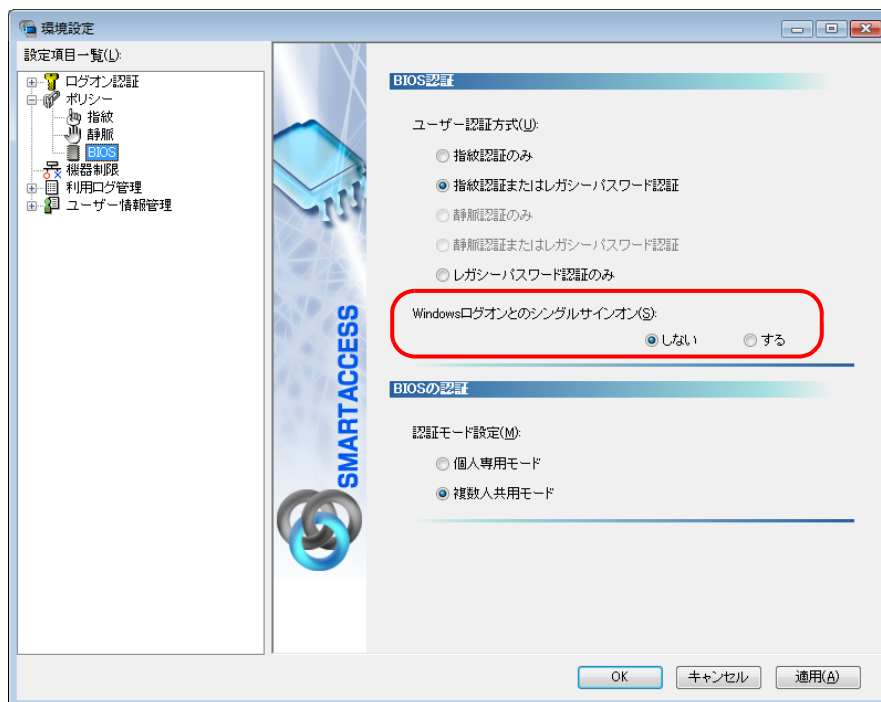 環境設定
設定項目一覧(L):
ログオン認証
ポリシー
指紋
静脈
BIOS
機器制限
利用ログ管理
ユーザー情報管理
SMARTACCESS
BIOS認証
ユーザー認証方式(U):
指紋認証のみ
指紋認証またはレガシーパスワード認証
静脈認証のみ
静脈認証またはレガシーパスワード認証
レガシーパスワード認証のみ
Windowsログオンとのシングルサインオン(S):
しない する
BIOSの認証
認証モード設定(M):
個人専用モード
複数人共用モード
OK キャンセル 適用(A)